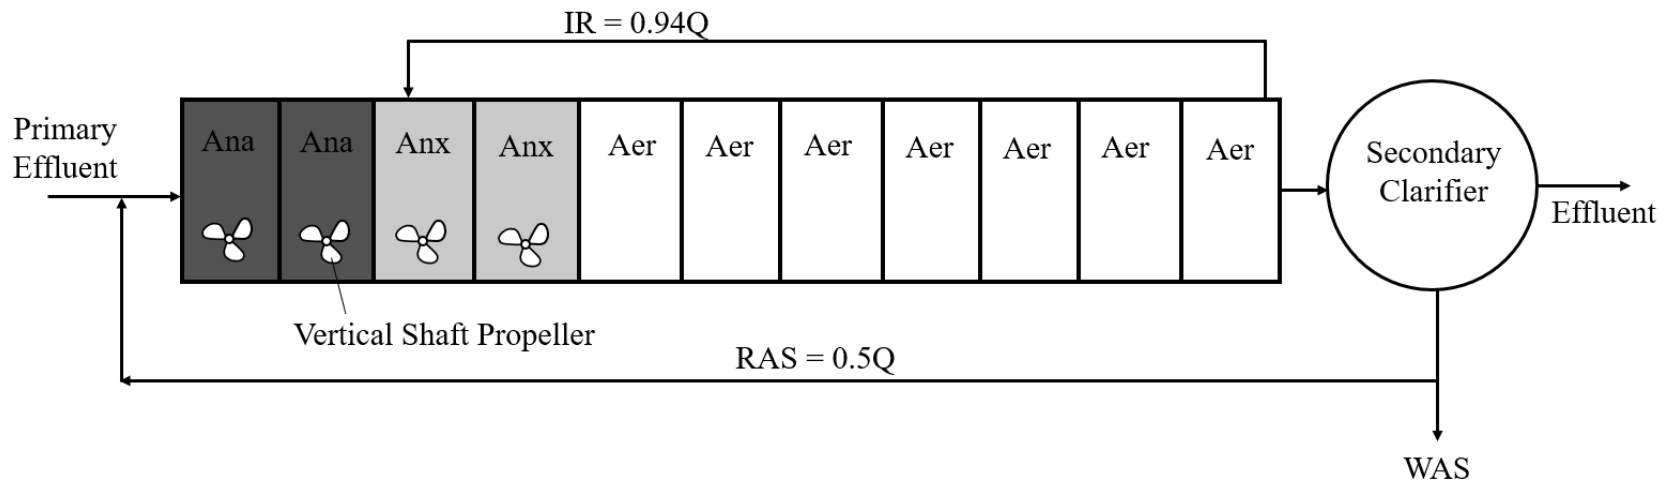 IR = 0.94Q
Primary
Effluent
Ana
Ana
Anx
Anx
Aer
Aer
Aer
Aer
Aer
Aer
Aer
Secondary
Clarifier
Effluent
Vertical Shaft Propeller
RAS = 0.5Q
WAS